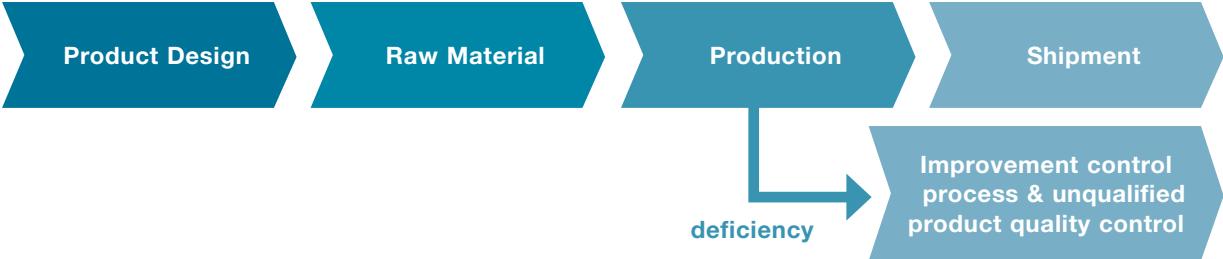 Product Design
Raw Material
Production
Shipment
deficiency
Improvement control
process & unqualified
product quality control